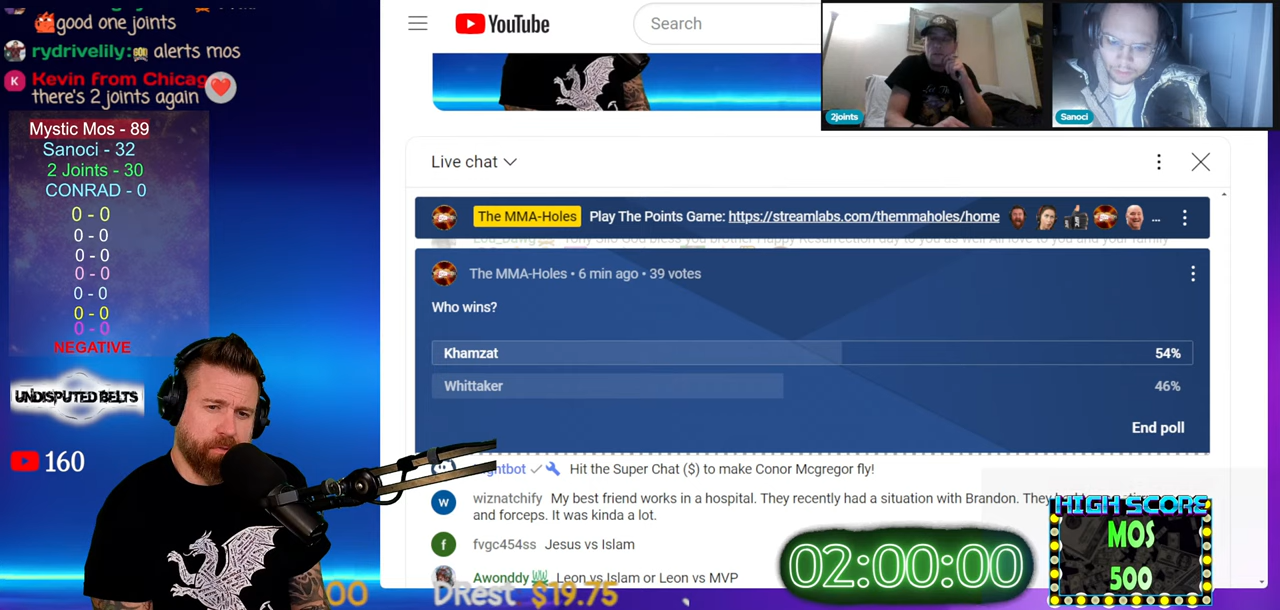 good one joints
rydrivelily: alerts mos
Kevin from Chicag
there's 2 joints again
Mystic Mos - 89
Sanoci - 32
2 Joints - 30
CONRAD - 0
0 - 0
0 - 0
0 - 0
0 - 0
0 - 0
0 - 0
0 - 0
NEGATIVE
UNDISPUTED BELTS
160
YouTube
Search
2joints
Sanoci
Live chat
The MMA-Holes Play The Points Game: https://streamlabs.com/themmaholes/home ...
The MMA-Holes • 6 min ago • 39 votes
Who wins?
Khamzat 54%
Whittaker 46%
End poll
ghtbot Hit the Super Chat ($) to make Conor Mcgregor fly!
W wiznatchify My best friend works in a hospital. They recently had a situation with Brandon. They
and forceps. It was kinda a lot.
f fvgc454ss Jesus vs Islam
Awonddy Leon vs Islam or Leon vs MVP
00 DRest $19.75
02:00:00
HIGH SCORE
MOS
500